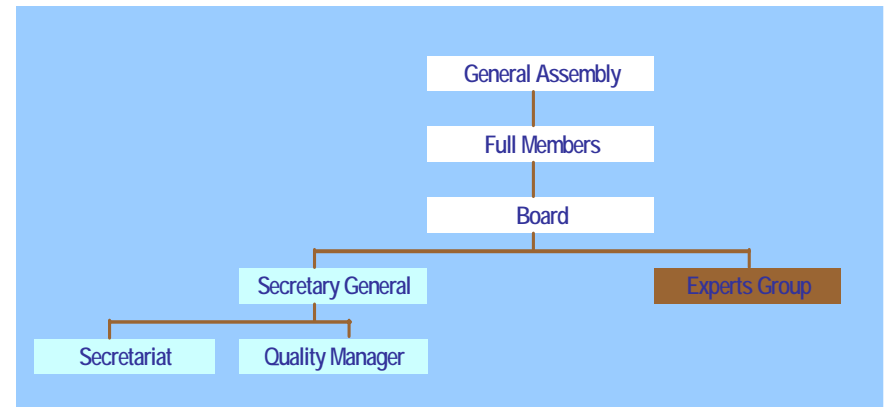 General Assembly
Full Members
Board
Secretary General
Experts Group
Secretariat
Quality Manager